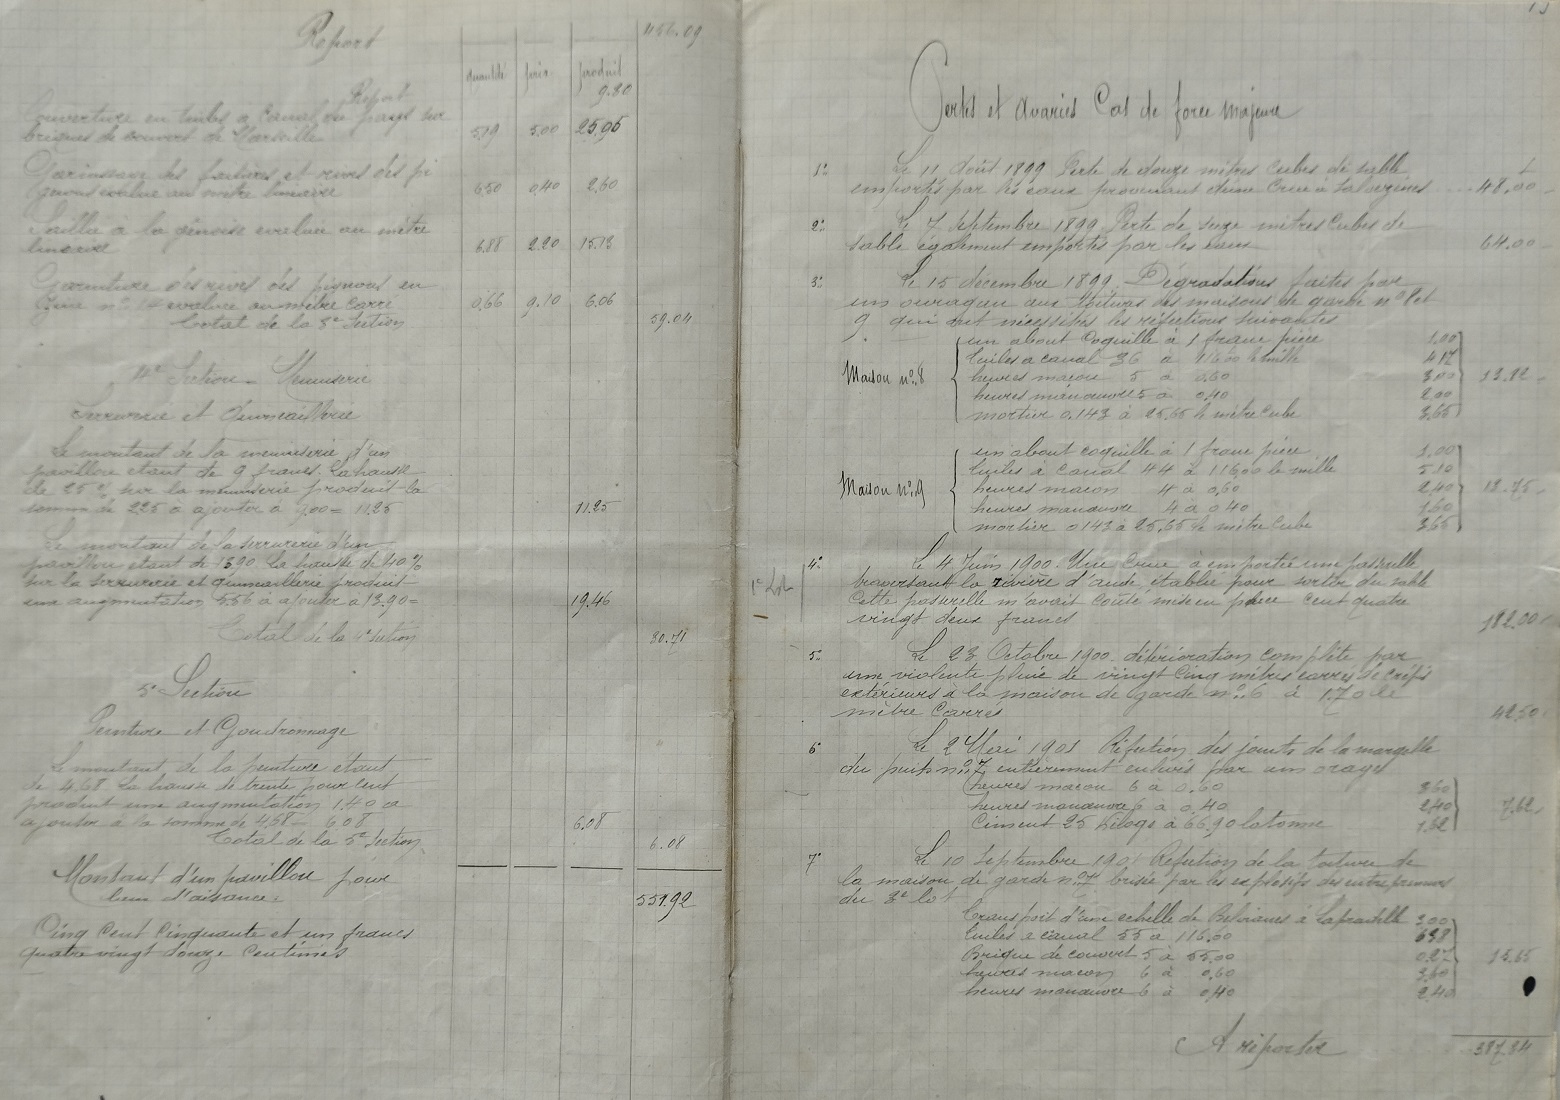 Report
456.09
quantité prix produit
Report 9.80
Couverture en tuiles à Canal du pays sur
briques de couvert de Marseille 5.19 5.00 25.95
Garnissage des faitières et rives des pi
gnons évalué au mètre linéaire 6.50 0.40 2.60
Saillie à la génoise évaluée au mètre
linéaire 6.88 2.20 15.13
Garniture des rives des pignons en
zinc n° 14 évaluée au mètre carré 0.66 9.10 6.06
Total de la 3e Section 59.04
4e Section - Menuiserie
Serrurerie et Quincaillerie
Le montant de la menuiserie d'un
pavillon étant de 9 francs. La hausse
de 25 % sur la menuiserie produit la
somme de 2.25 à ajouter à 9.00 = 11.25 11.25
Le montant de la serrurerie d'un
pavillon étant de 13.90 La hausse de 40 %
sur la serrurerie et quincaillerie produit
une augmentation 5.56 à ajouter à 13.90 = 19.46
Total de la 4e Section 30.71
5e Section
Peinture et Goudronnage
Le montant de la peinture étant
de 4.68 La hausse de trente pour cent
produit une augmentation 1.40 à
ajouter à la somme de 4.68 = 6.08 6.08
Total de la 5e Section 6.08
Montant d'un pavillon pour
lieu d'aisance: 551.92
Cinq Cent Cinquante et un francs
quatre vingt douze Centimes
Pertes et Avaries Cas de force majeure
1° Le 11 Août 1899 Perte de douze mètres Cubes de sable
emportés par les eaux provenant d'une Crue à 48.00
2° Le 7 Septembre 1899 Perte de seize mètres Cubes de
sable également emportés par les eaux 64.00
3° Le 15 décembre 1899. Dégradations faites par
un ouragan aux toitures des maisons de garde n° 8 et
9 qui ont nécessité les réfections suivantes
Maison n° 8
un about Coquille à 1 franc pièce 1.00
tuiles à canal 36 à 116.00 le mille 4.17
heures maçon 5 à 0.60 3.00 13.82
heures manœuvre 5 à 0.40 2.00
mortier 0.143 à 25.65 le mètre Cube 3.65
Maison n° 9
un about coquille à 1 franc pièce 1.00
tuiles à Canal 44 à 116,00 le mille 5.10
heures maçon 4 à 0,60 2.40 13.75
heures manœuvre 4 à 0,40 1.60
mortier 0.143 à 25,65 le mètre Cube 3.65
1er Lot
4° Le 4 Juin 1900. Une Crue a emporté une passerelle
traversant la rivière d'aude, établie pour sortir du sable
Cette passerelle m'avait Coûté mise en place cent quatre
vingt deux francs 182.00
5° Le 23 Octobre 1900. détérioration complète par
une violente pluie de vingt Cinq mètres carrés de crépis
extérieurs à la maison de Garde n° 6 à 1.70 le
mètre Carrés 42.50
6° Le 2 Mai 1901 Réfection des joints de la margelle
du puits n° 7 entièrement enlevés par un orage
heures maçon 6 à 0.60 3.60
heures manœuvre 6 à 0.40 2.40 7.62
Ciment 25 kilogs à 66.90 la tonne 1.62
7° Le 10 Septembre 1901 Réfection de la toiture de
la maison de garde n° 7 brisée par les explosifs des entrepreneurs
du 3e lot
Transport d'une échelle de à 3.00
tuiles à canal 55 à 116.00 6.38
Brique de couvert 5 à 55.00 0.27 15.65
heures maçon 6 à 0,60 3.60
heures manœuvre 6 à 0,40 2.40
A reporter 387.34